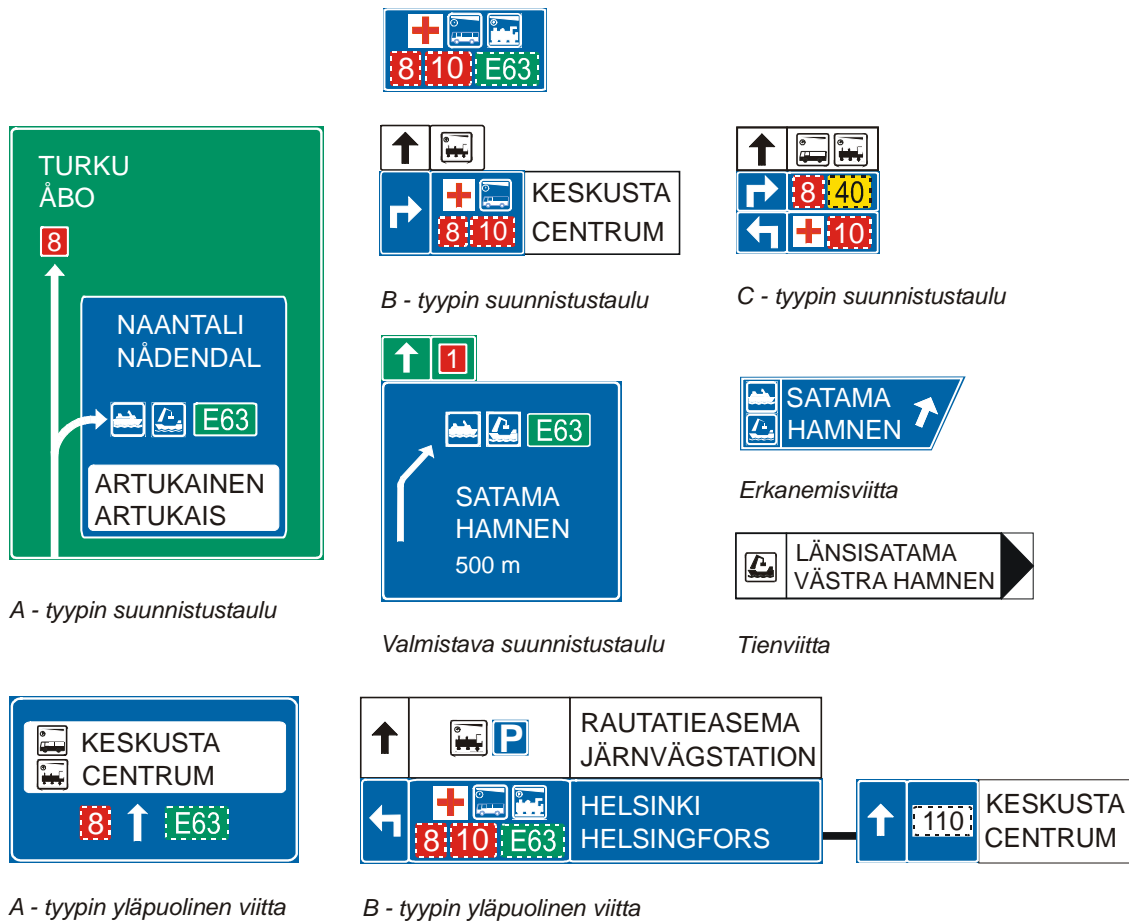 8 10 E63
TURKU
ÅBO
8
NAANTALI
NÅDENDAL
E63
ARTUKAINEN
ARTUKAIS
A - tyypin suunnistustaulu
KESKUSTA
8 10 CENTRUM
B - tyypin suunnistustaulu
8 40
10
C - tyypin suunnistustaulu
1
E63
SATAMA
HAMNEN
500 m
Valmistava suunnistustaulu
SATAMA
HAMNEN
Erkanemisviitta
LÄNSISATAMA
VÄSTRA HAMNEN
Tienviitta
KESKUSTA
CENTRUM
8 E63
A - tyypin yläpuolinen viitta
P RAUTATIEASEMA
JÄRNVÄGSTATION
HELSINKI
8 10 E63 HELSINGFORS
110 KESKUSTA
CENTRUM
B - tyypin yläpuolinen viitta